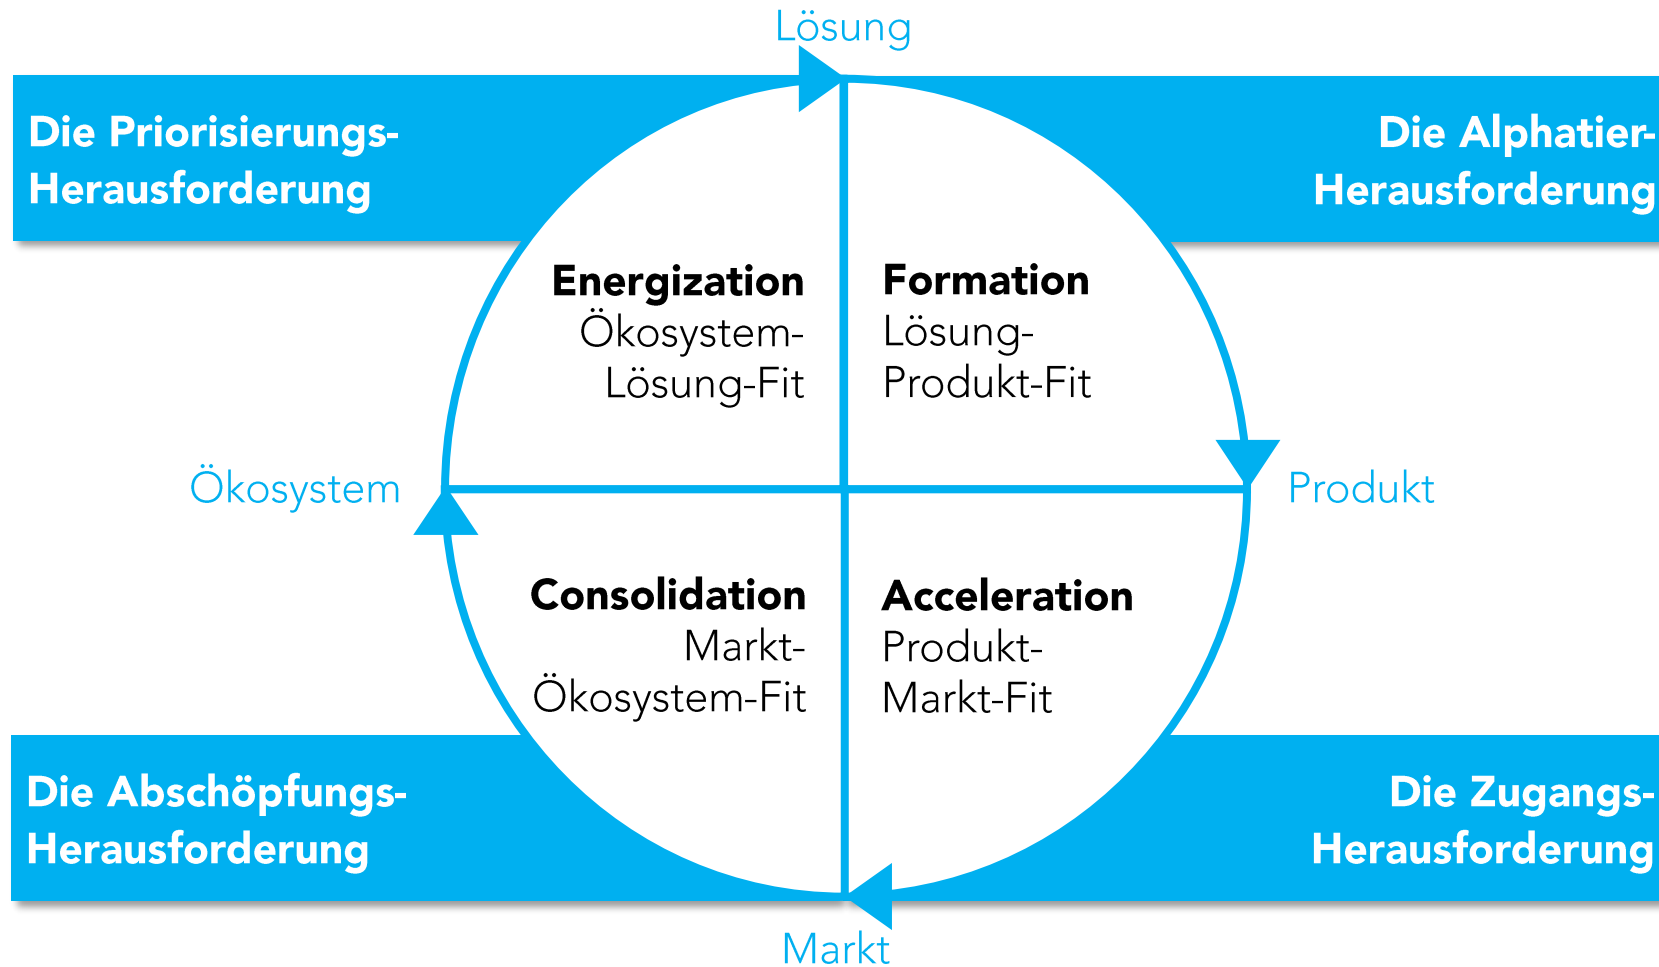 Lösung
Die Priorisierungs-
Herausforderung
Die Alphatier-
Herausforderung
Energization
Ökosystem-
Lösung-Fit
Formation
Lösung-
Produkt-Fit
Ökosystem
Produkt
Consolidation
Markt-
Ökosystem-Fit
Acceleration
Produkt-
Markt-Fit
Die Abschöpfungs-
Herausforderung
Die Zugangs-
Herausforderung
Markt